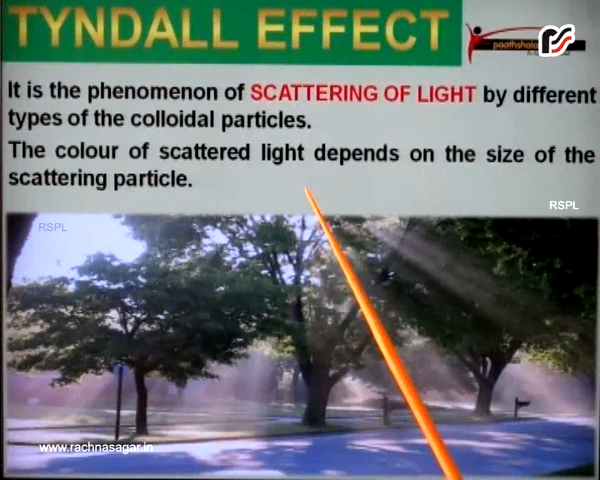 TYNDALL EFFECT
It is the phenomenon of SCATTERING OF LIGHT by different
types of the colloidal particles.
The colour of scattered light depends on the size of the
scattering particle.
RSPL
RSPL
www.rachnasagar.in